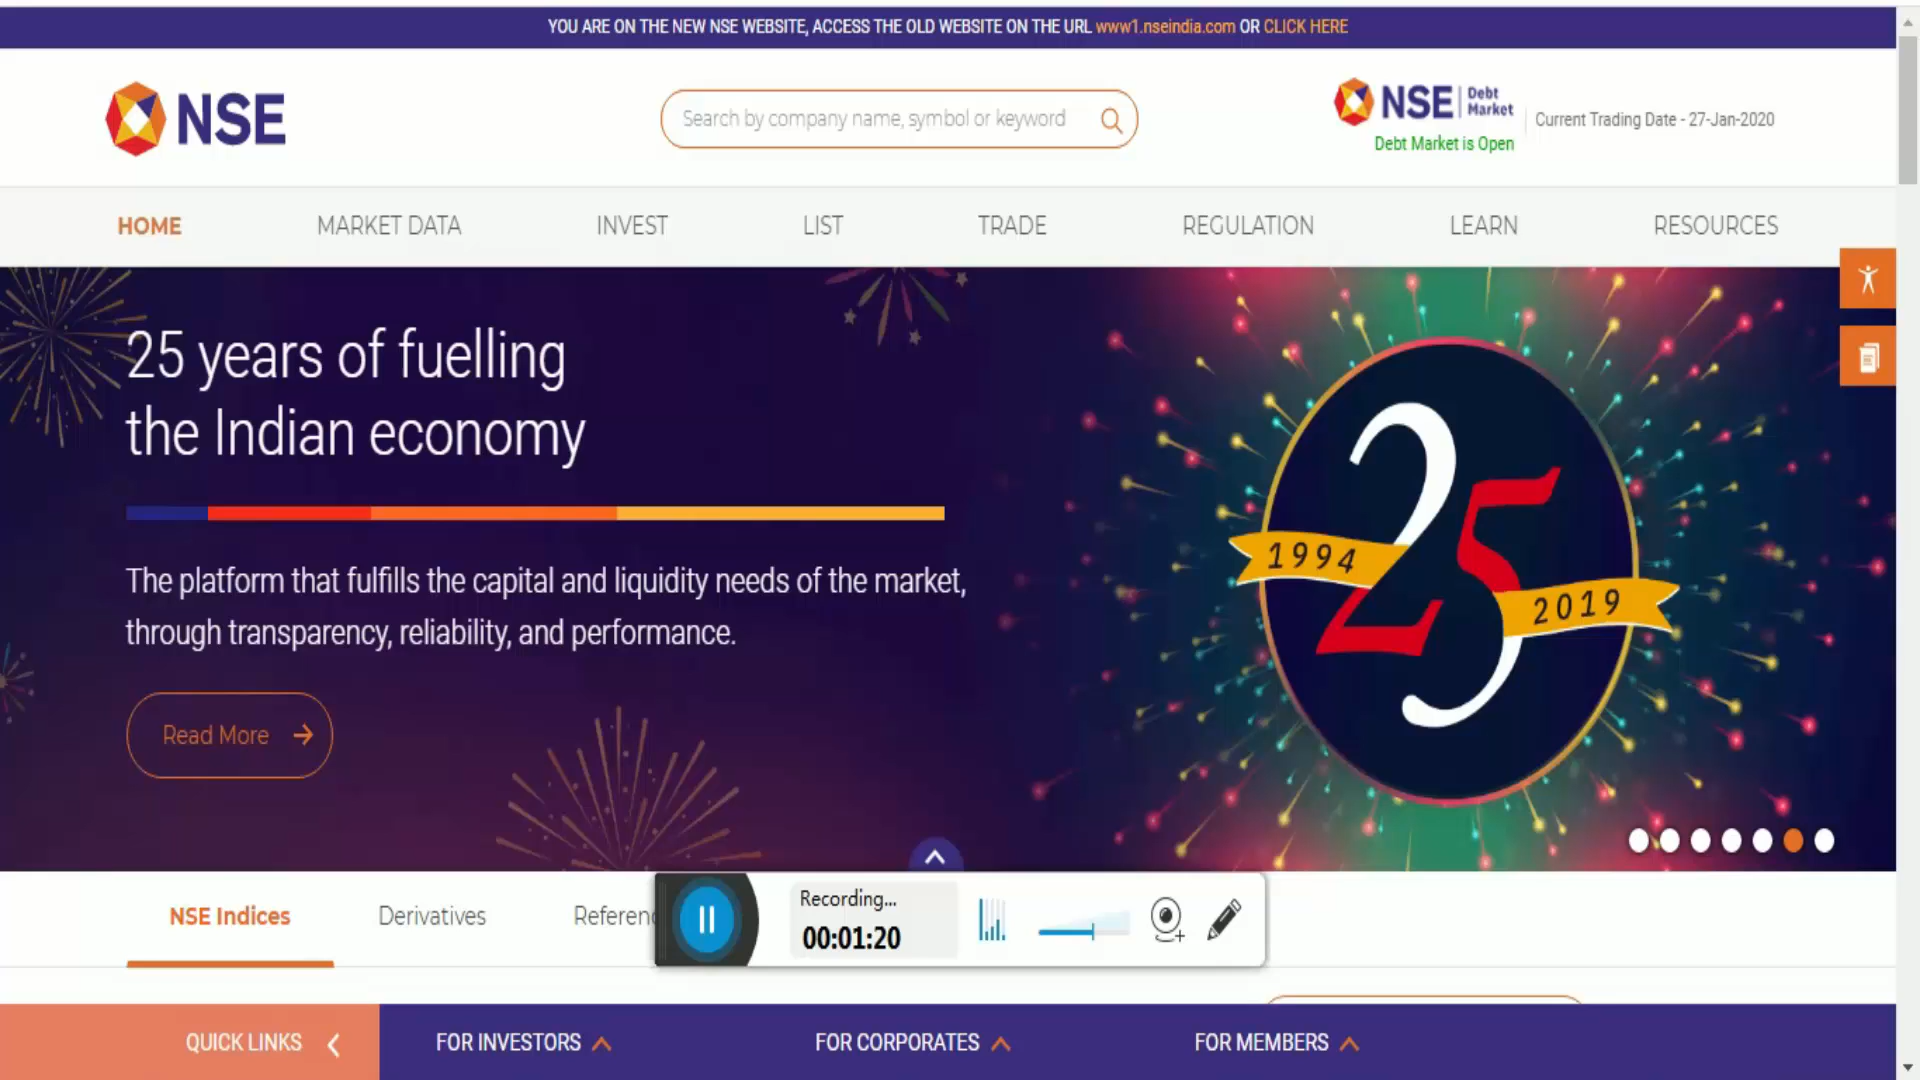 YOU ARE ON THE NEW NSE WEBSITE, ACCESS THE OLD WEBSITE ON THE URL www1.nseindia.com OR CLICK HERE
NSE
Search by company name, symbol or keyword
NSE Debt Market
Debt Market is Open
Current Trading Date - 27-Jan-2020
HOME MARKET DATA INVEST LIST TRADE REGULATION LEARN RESOURCES
25 years of fuelling
the Indian economy
The platform that fulfills the capital and liquidity needs of the market,
through transparency, reliability, and performance.
Read More
25
1994
2019
NSE Indices Derivatives Referenc
Recording...
00:01:20
QUICK LINKS FOR INVESTORS FOR CORPORATES FOR MEMBERS